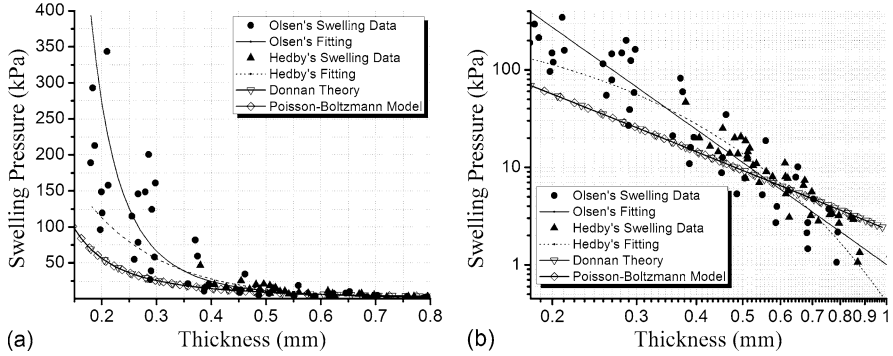 400
350
300
250
200
150
100
50
Swelling Pressure (kPa)
Olsen's Swelling Data
Olsen's Fitting
Hedby's Swelling Data
Hedby's Fitting
Donnan Theory
Poisson-Boltzmann Model
0.2 0.3 0.4 0.5 0.6 0.7 0.8
Thickness (mm)
(a)
100
10
1
Swelling Pressure (kPa)
Olsen's Swelling Data
Olsen's Fitting
Hedby's Swelling Data
Hedby's Fitting
Donnan Theory
Poisson-Boltzmann Model
0.2 0.3 0.4 0.5 0.6 0.7 0.8 0.9 1
Thickness (mm)
(b)